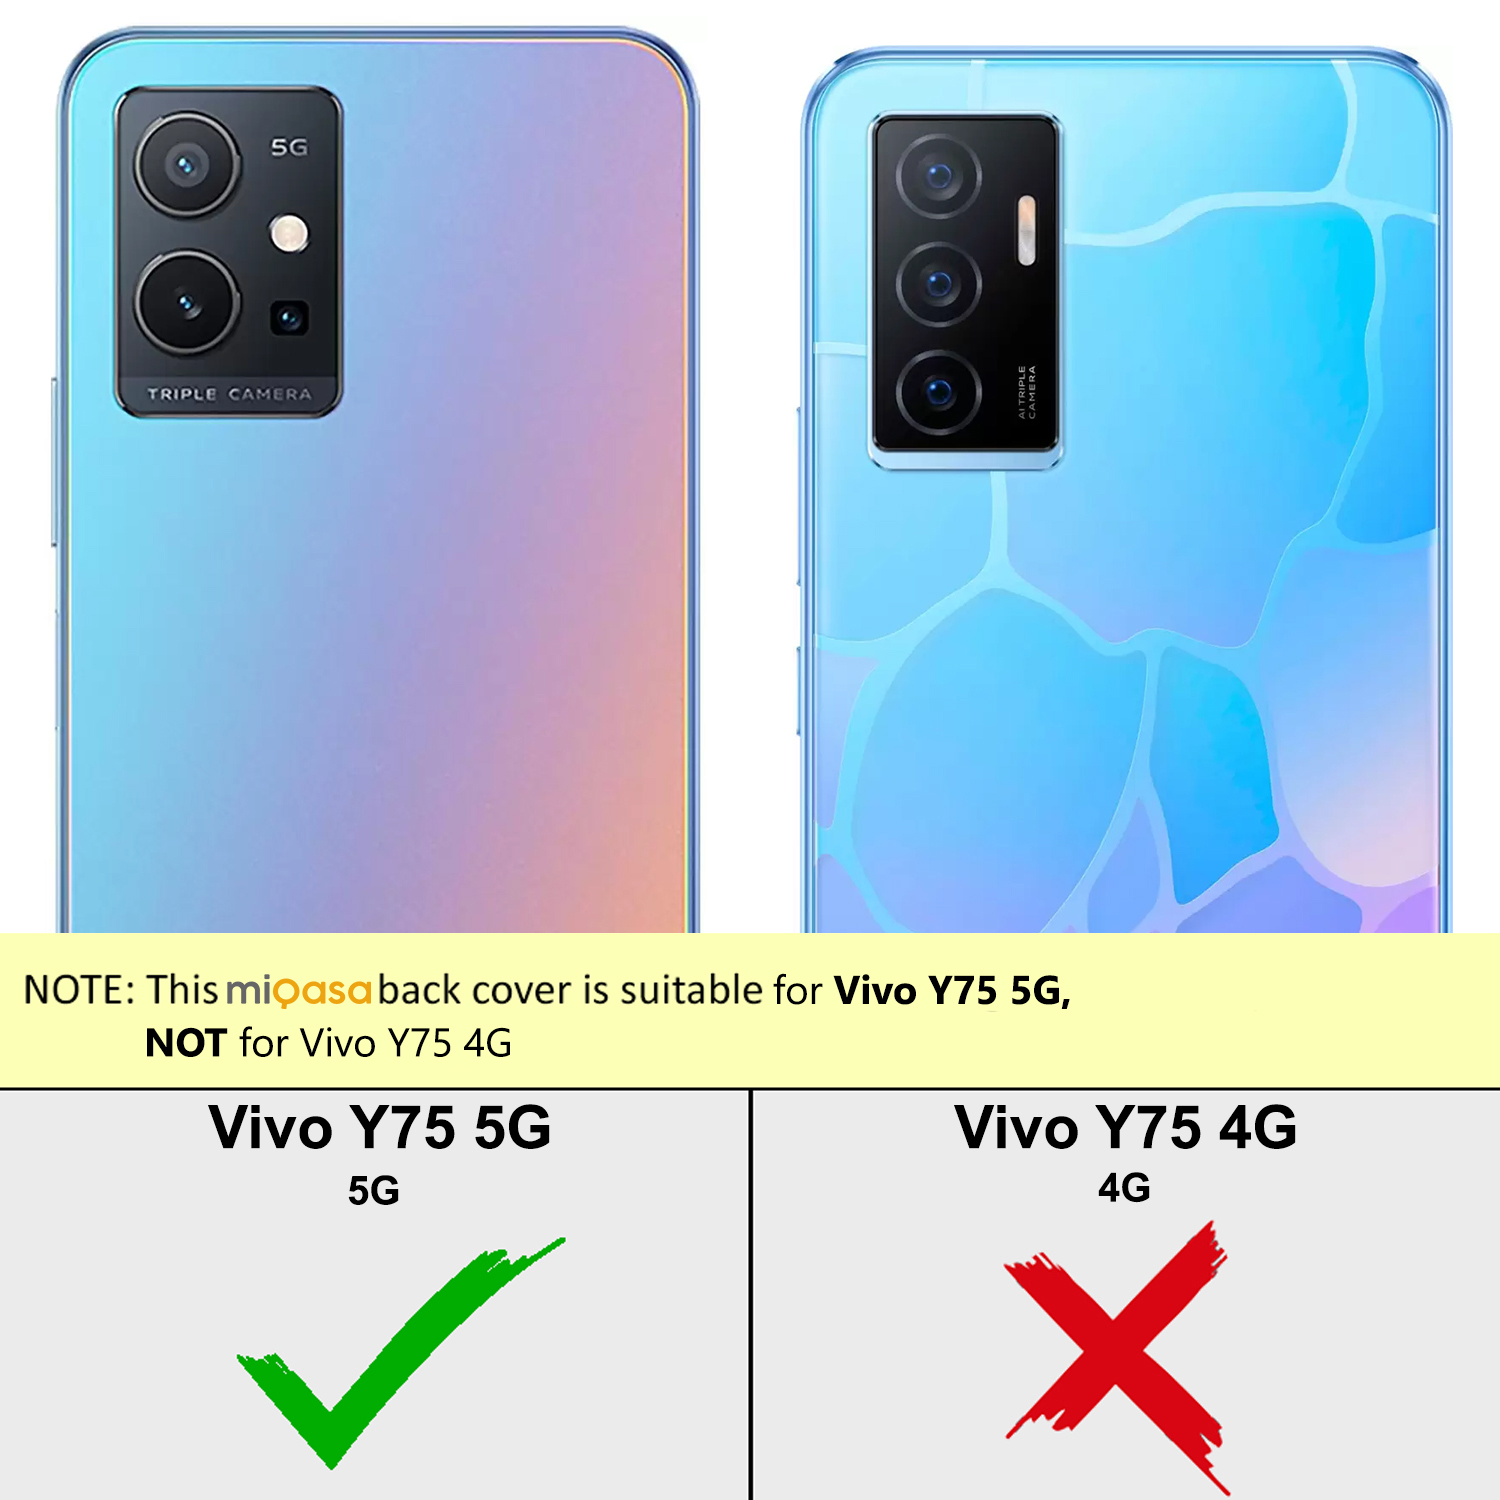 5G
TRIPLE CAMERA
AI TRIPLE
CAMERA
NOTE: This miQasa back cover is suitable for Vivo Y75 5G,
NOT for Vivo Y75 4G
Vivo Y75 5G
5G
Vivo Y75 4G
4G